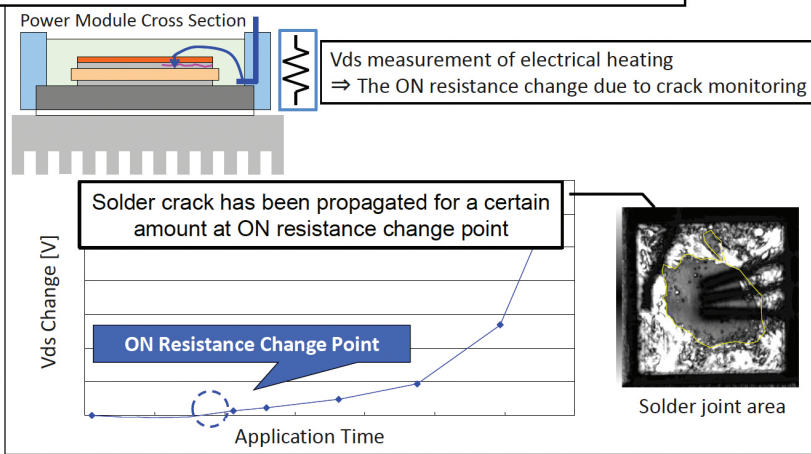 Power Module Cross Section
Vds measurement of electrical heating
⇒ The ON resistance change due to crack monitoring
Solder crack has been propagated for a certain
amount at ON resistance change point
Vds Change [V]
ON Resistance Change Point
Application Time
Solder joint area